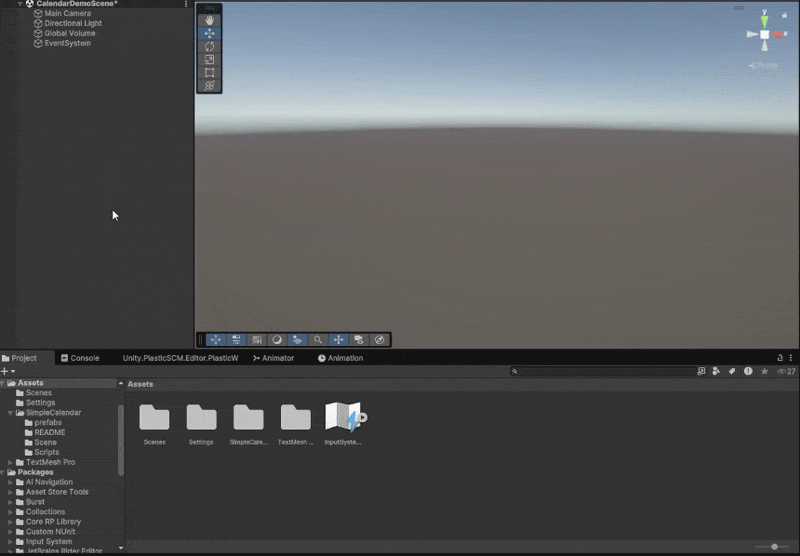 CalendarDemoScene*
Main Camera
Directional Light
Global Volume
EventSystem
y
x
Persp
Project
Console
Unity.PlasticSCM.Editor.PlasticW
Animator
Animation
27
Assets
Scenes
Settings
SimpleCalendar
prefabs
README
Scene
Scripts
TextMesh Pro
Packages
AI Navigation
Asset Store Tools
Burst
Collections
Core RP Library
Custom NUnit
Input System
JetBrains Rider Editor
Assets
Scenes
Settings
SimpleCale...
TextMesh ...
InputSyste...